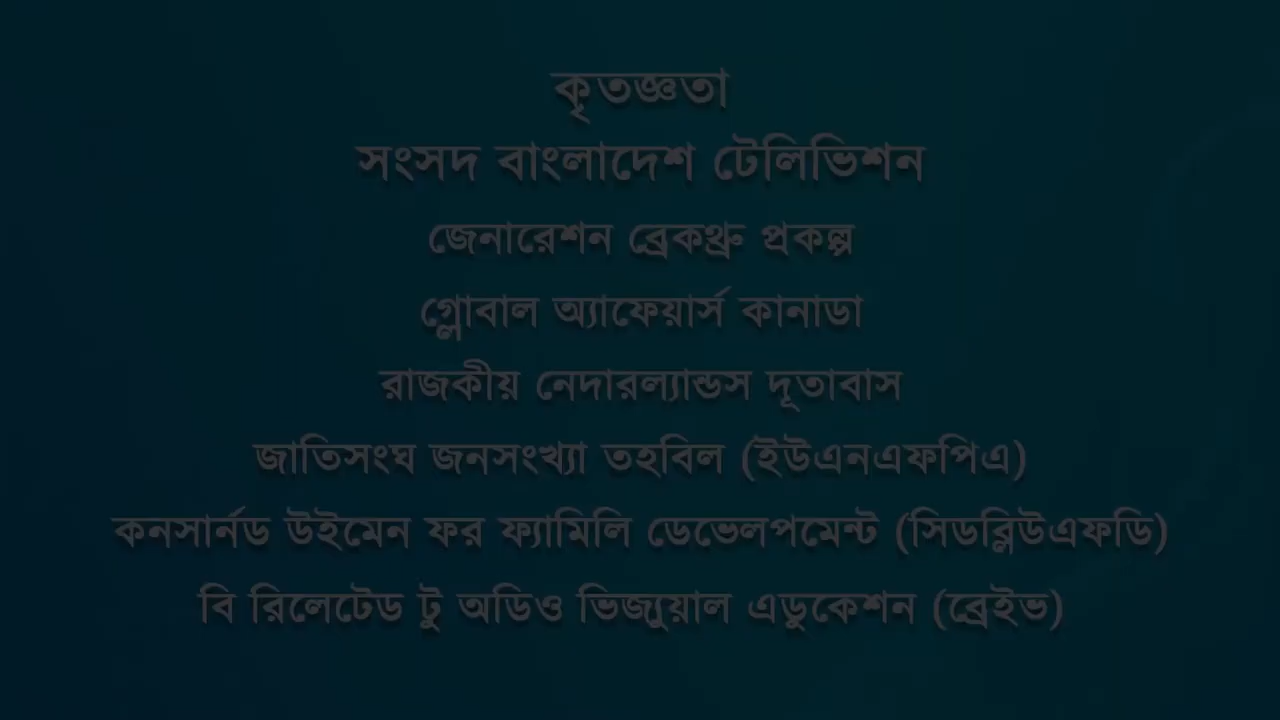 কৃতজ্ঞতা
সংসদ বাংলাদেশ টেলিভিশন
জেনারেশন ব্রেকথ্রু প্রকল্প
গ্লোবাল অ্যাফেয়ার্স কানাডা
রাজকীয় নেদারল্যান্ডস দূতাবাস
জাতিসংঘ জনসংখ্যা তহবিল (ইউএনএফপিএ)
কনসার্নড উইমেন ফর ফ্যামিলি ডেভেলপমেন্ট (সিডব্লিউএফডি)
বি রিলেটেড টু অডিও ভিজ্যুয়াল এডুকেশন (ব্রেইভ)